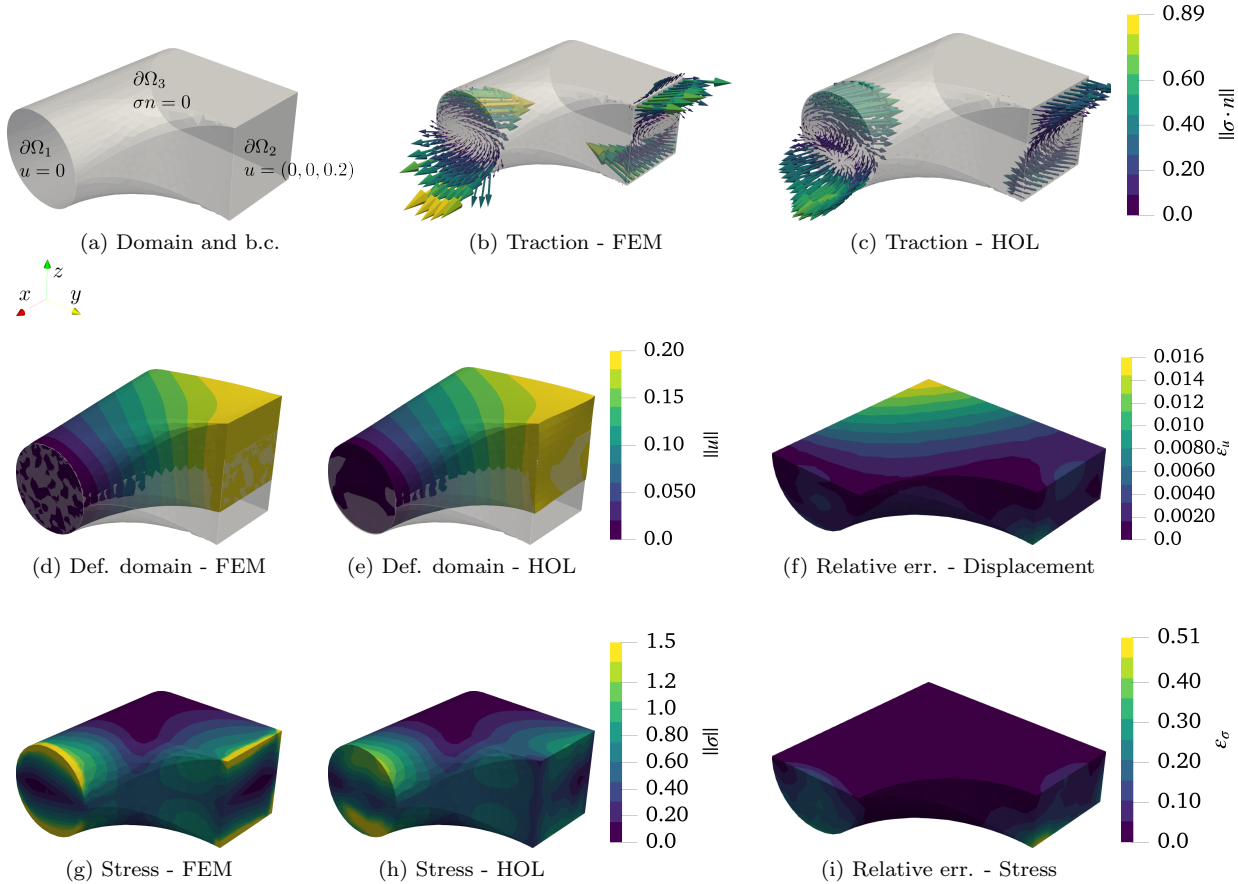 ∂Ω₃
σn = 0
∂Ω₁
u = 0
∂Ω₂
u = (0, 0, 0.2)
(a) Domain and b.c.
(b) Traction - FEM
(c) Traction - HOL
0.89
0.60
0.40
0.20
0.0
||σ · n||
z
x
y
(d) Def. domain - FEM
(e) Def. domain - HOL
0.20
0.15
0.10
0.050
0.0
||u||
(f) Relative err. - Displacement
0.016
0.014
0.012
0.010
0.0080
0.0060
0.0040
0.0020
0.0
ε_u
(g) Stress - FEM
(h) Stress - HOL
1.5
1.2
1.0
0.80
0.60
0.40
0.20
0.0
||σ||
(i) Relative err. - Stress
0.51
0.40
0.30
0.20
0.10
0.0
ε_σ